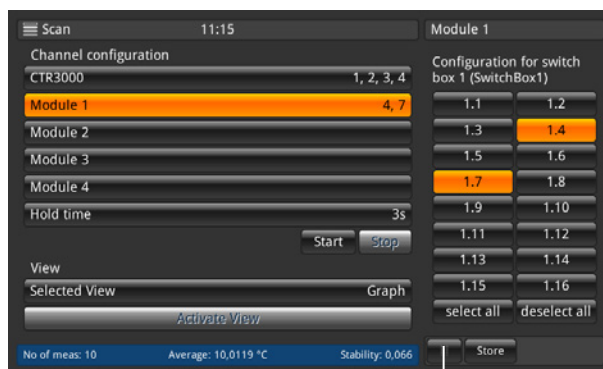 Scan 11:15
Channel configuration
CTR3000 1, 2, 3, 4
Module 1 4, 7
Module 2
Module 3
Module 4
Hold time 3s
Start Stop
View
Selected View Graph
Activate View
No of meas: 10 Average: 10,0119 °C Stability: 0,066
Module 1
Configuration for switch
box 1 (SwitchBox1)
1.1 1.2
1.3 1.4
1.5 1.6
1.7 1.8
1.9 1.10
1.11 1.12
1.13 1.14
1.15 1.16
select all deselect all
Store